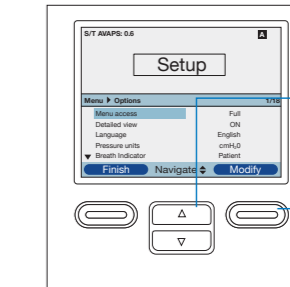 S/T AVAPS: 0.6 A
Setup
Menu Options 1/18
Menu access Full
Detailed view ON
Language English
Pressure units cmH₂0
Breath Indicator Patient
Finish Navigate Modify